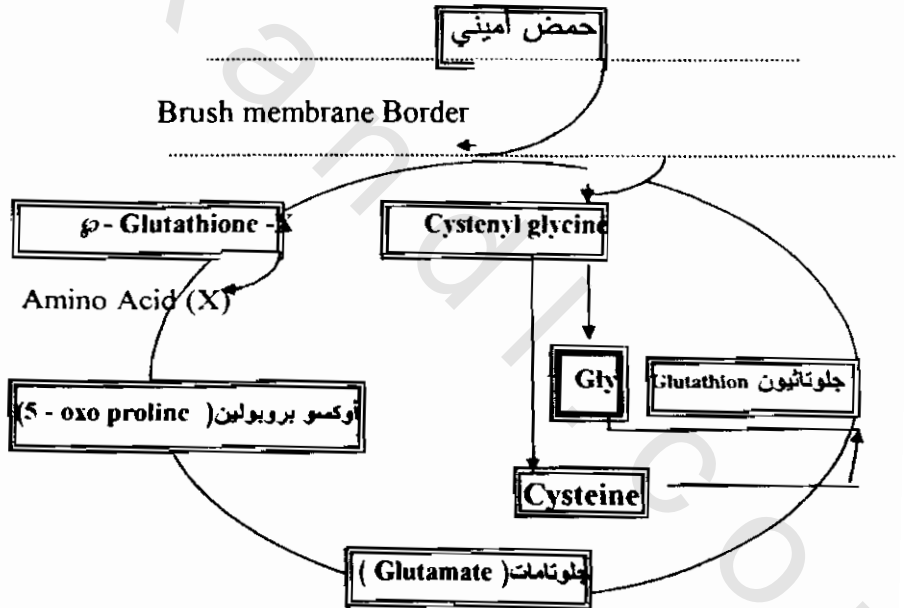 حمض اميني
Brush membrane Border
℘- Glutathione -X
Cystenyl glycine
Amino Acid (X)
Gly
Glutathion جلوتاثيون
(5 - oxo proline ) أوكسو بروبولين
Cysteine
( Glutamate ) جلوتامات